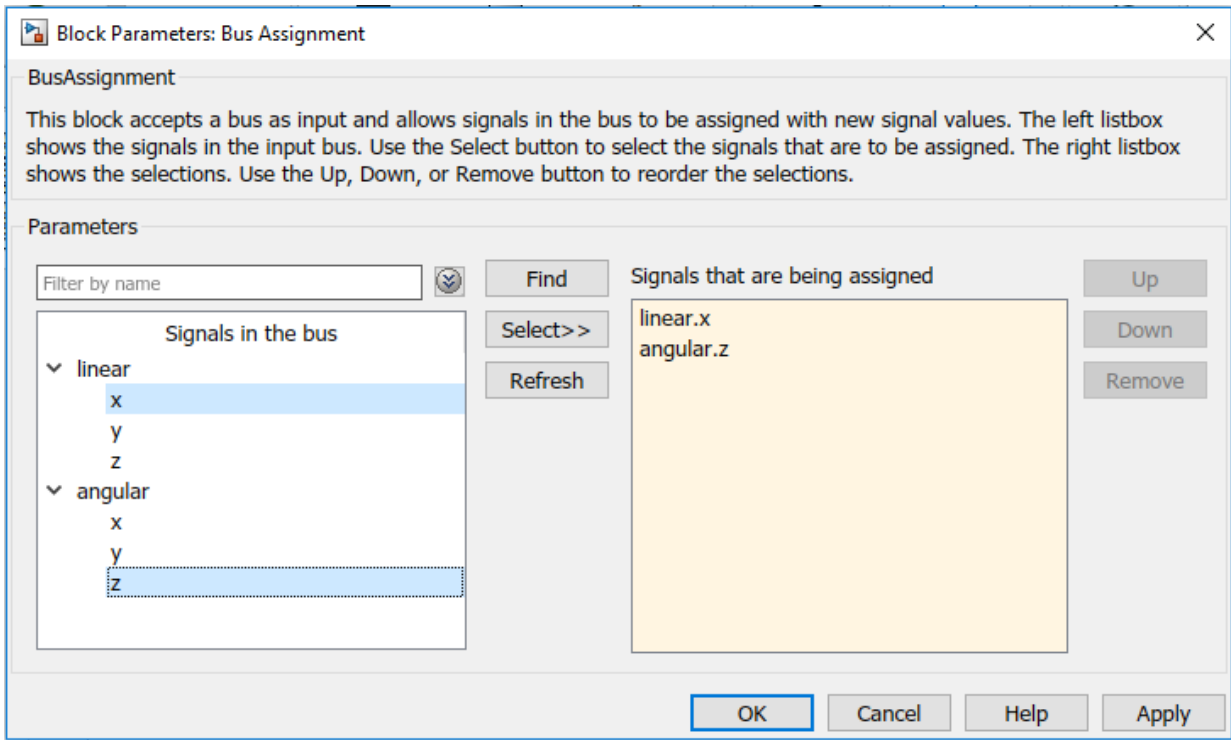 Block Parameters: Bus Assignment
BusAssignment
This block accepts a bus as input and allows signals in the bus to be assigned with new signal values. The left listbox
shows the signals in the input bus. Use the Select button to select the signals that are to be assigned. The right listbox
shows the selections. Use the Up, Down, or Remove button to reorder the selections.
Parameters
Filter by name
Signals in the bus
linear
x
y
z
angular
x
y
z
Find
Select>>
Refresh
Signals that are being assigned
linear.x
angular.z
Up
Down
Remove
OK
Cancel
Help
Apply